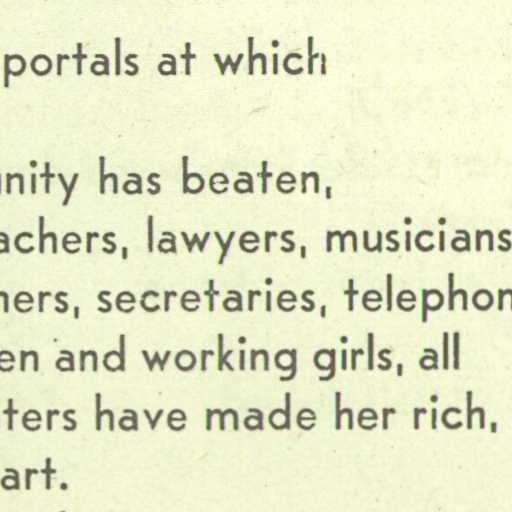 portals at which
nity has beaten,
achers, lawyers, musicians
ers, secretaries, telephon
en and working girls, all
ters have made her rich,
art.